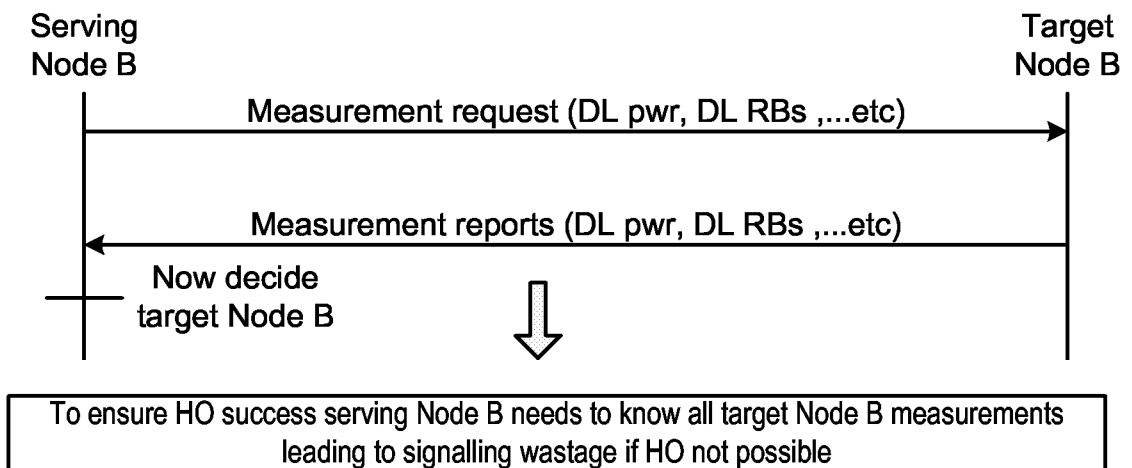 Serving
Node B
Target
Node B
Measurement request (DL pwr, DL RBs ,...etc)
Measurement reports (DL pwr, DL RBs ,...etc)
Now decide
target Node B
To ensure HO success serving Node B needs to know all target Node B measurements
leading to signalling wastage if HO not possible